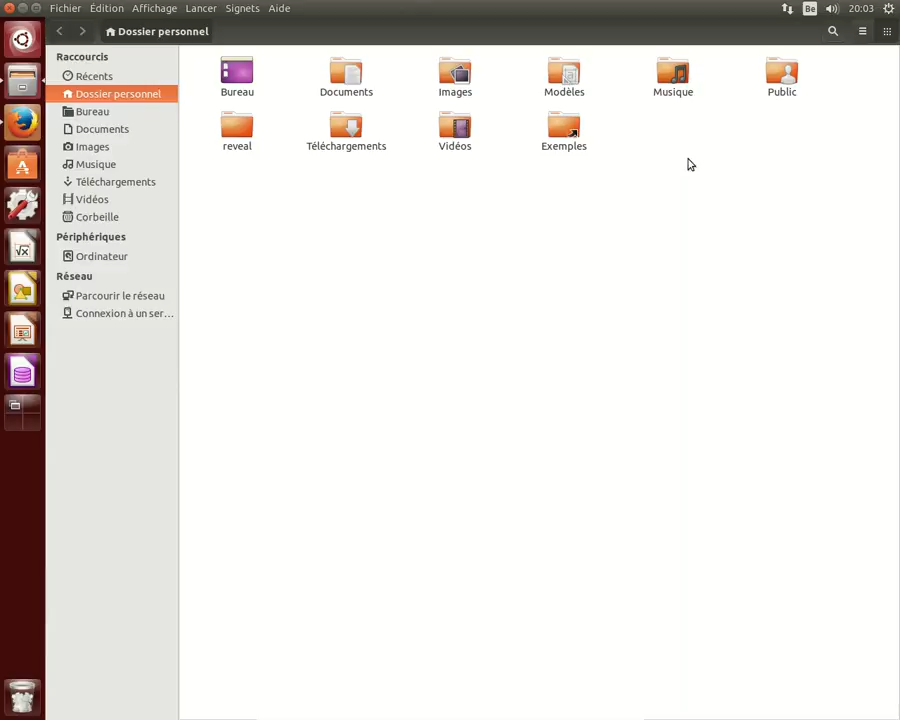 Fichier Édition Affichage Lancer Signets Aide Be 20:03
Dossier personnel
Raccourcis
Récents
Dossier personnel
Bureau
Documents
Images
Musique
Téléchargements
Vidéos
Corbeille
Périphériques
Ordinateur
Réseau
Parcourir le réseau
Connexion à un ser...
Bureau Documents Images Modèles Musique Public
reveal Téléchargements Vidéos Exemples